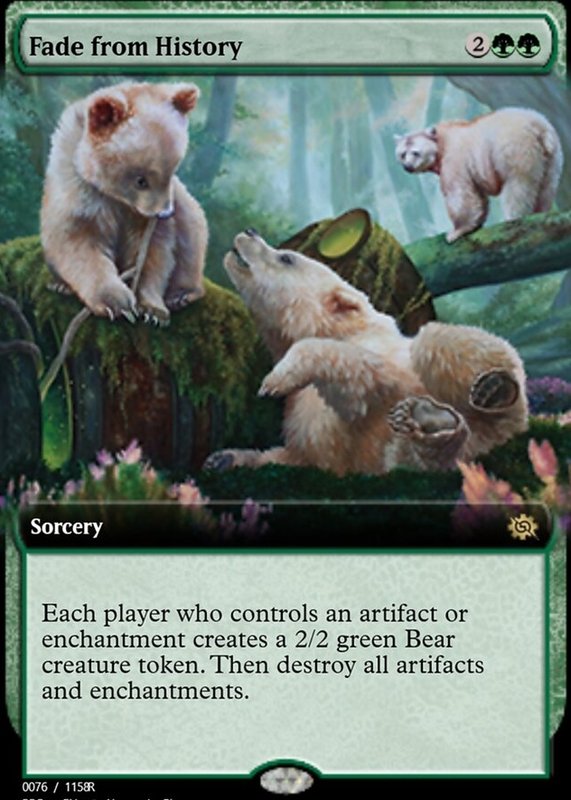 Fade from History 2
Sorcery
Each player who controls an artifact or
enchantment creates a 2/2 green Bear
creature token. Then destroy all artifacts
and enchantments.
0076 / 1158R